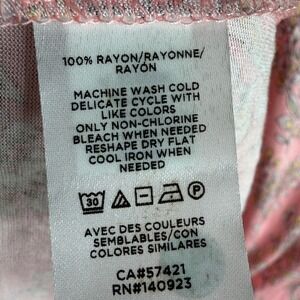 100% RAYON/RAYONNE/
RAYÓN
MACHINE WASH COLD
DELICATE CYCLE WITH
LIKE COLORS
ONLY NON-CHLORINE
BLEACH WHEN NEEDED
RESHAPE DRY FLAT
COOL IRON WHEN
NEEDED
30 P
AVEC DES COULEURS
SEMBLABLES/CON
COLORES SIMILARES
CA#57421
RN#140923